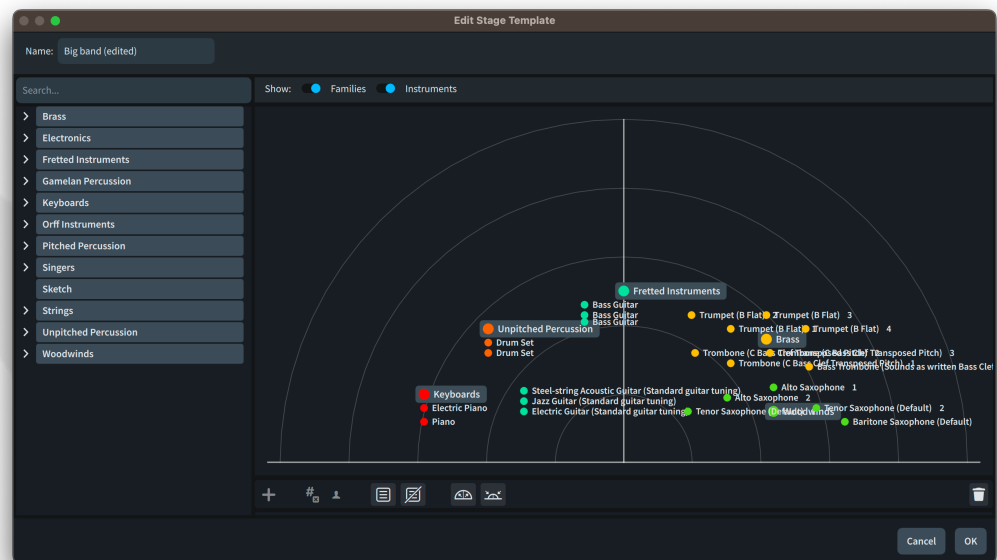 Edit Stage Template
Name: Big band (edited)
Search...
Show: Families Instruments
Brass
Electronics
Fretted Instruments
Gamelan Percussion
Keyboards
Orff Instruments
Pitched Percussion
Singers
Sketch
Strings
Unpitched Percussion
Woodwinds
Fretted Instruments
Bass Guitar
Bass Guitar
Bass Guitar
Trumpet (B Flat) 2
Trumpet (B Flat) 3
Unpitched Percussion
Drum Set
Drum Set
Trumpet (B Flat) 1
Trumpet (B Flat) 4
Brass
Trombone (C Bass Clef Transposed Pitch) 2
Trombone (C Bass Clef Transposed Pitch) 3
Trombone (C Bass Clef Transposed Pitch) 1
Bass Trombone (Sounds as written Bass Clef
Keyboards
Electric Piano
Piano
Steel-string Acoustic Guitar (Standard guitar tuning)
Jazz Guitar (Standard guitar tuning)
Electric Guitar (Standard guitar tuning)
Alto Saxophone 1
Alto Saxophone 2
Tenor Saxophone (Default) 1
Woodwinds
Tenor Saxophone (Default) 2
Baritone Saxophone (Default)
Cancel
OK